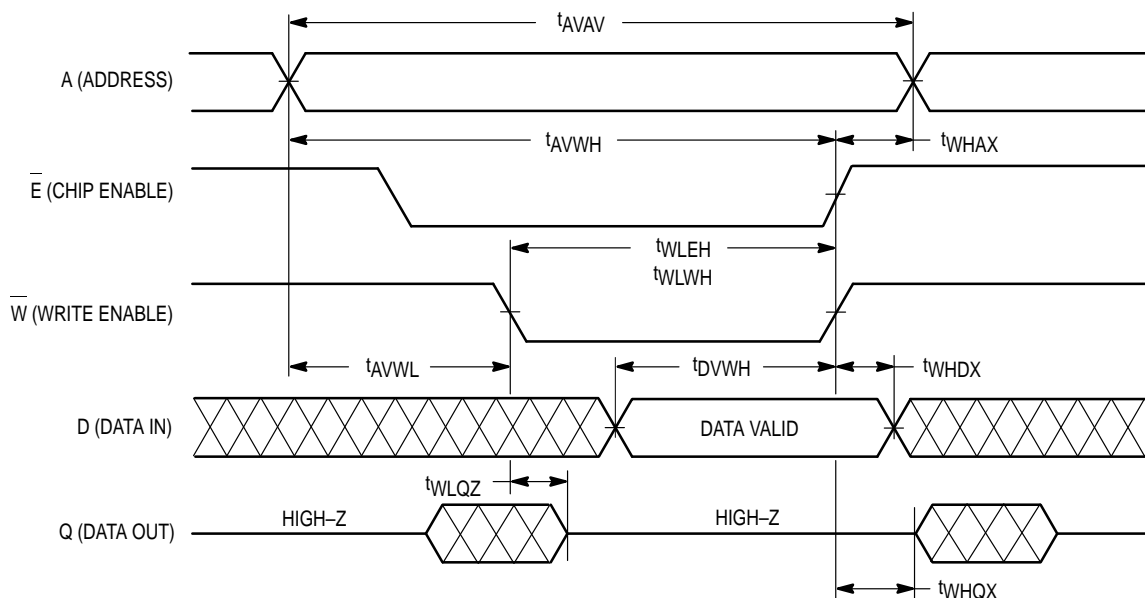 tAVAV
A (ADDRESS)
tAVWH
tWHAX
E (CHIP ENABLE)
tWLEH
tWLWH
W (WRITE ENABLE)
tAVWL
tDVWH
tWHDX
D (DATA IN)
DATA VALID
tWLQZ
Q (DATA OUT)
HIGH–Z
HIGH–Z
tWHQX